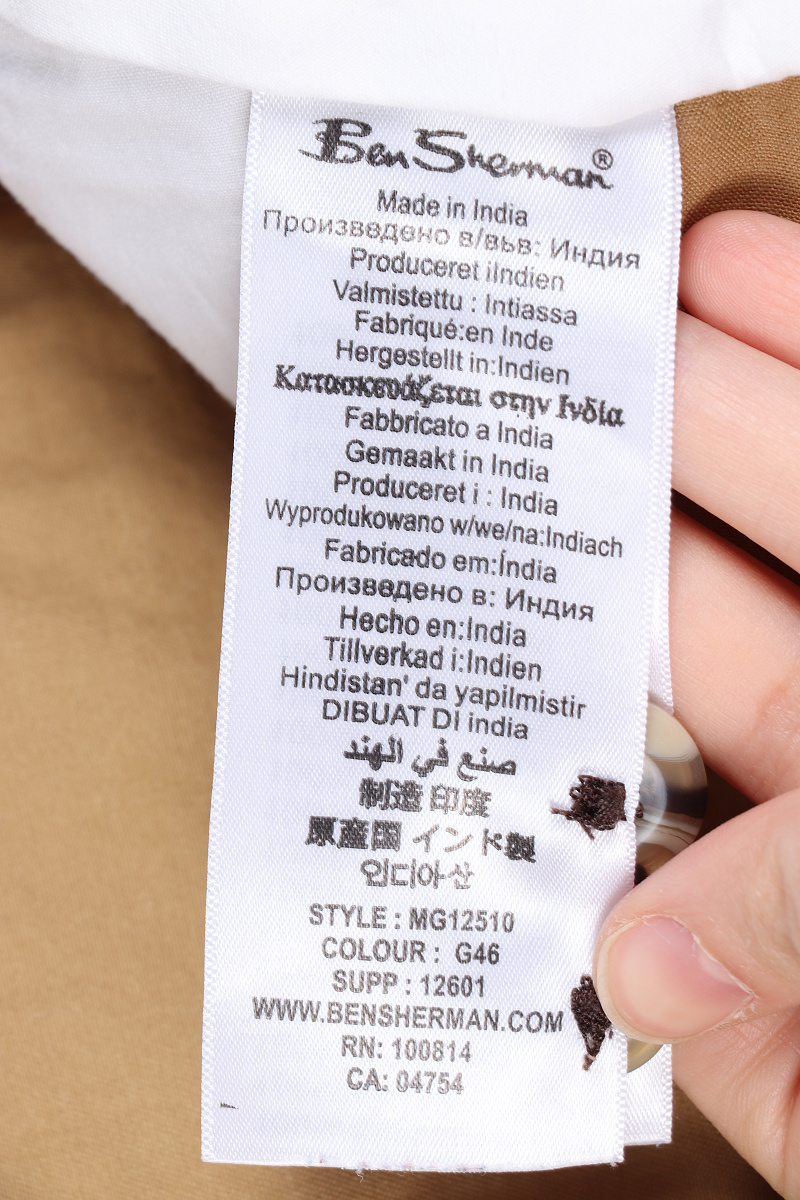 Ben Sherman®
Made in India
Произведено в/вьв: Индия
Produceret iIndien
Valmistettu : Intiassa
Fabriqué:en Inde
Hergestellt in:Indien
Κατασκευάζεται στην Ινδία
Fabbricato a India
Gemaakt in India
Produceret i : India
Wyprodukowano w/we/na:Indiach
Fabricado em:Índia
Произведено в: Индия
Hecho en:India
Tillverkad i:Indien
Hindistan' da yapilmistir
DIBUAT DI india
صنع في الهند
制造 印度
原産国 インド製
인디아산
STYLE : MG12510
COLOUR : G46
SUPP : 12601
WWW.BENSHERMAN.COM
RN: 100814
CA: 04754